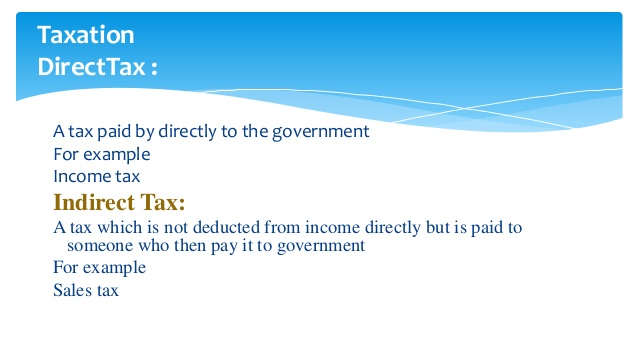 Taxation
DirectTax :
A tax paid by directly to the government
For example
Income tax
Indirect Tax:
A tax which is not deducted from income directly but is paid to
someone who then pay it to government
For example
Sales tax